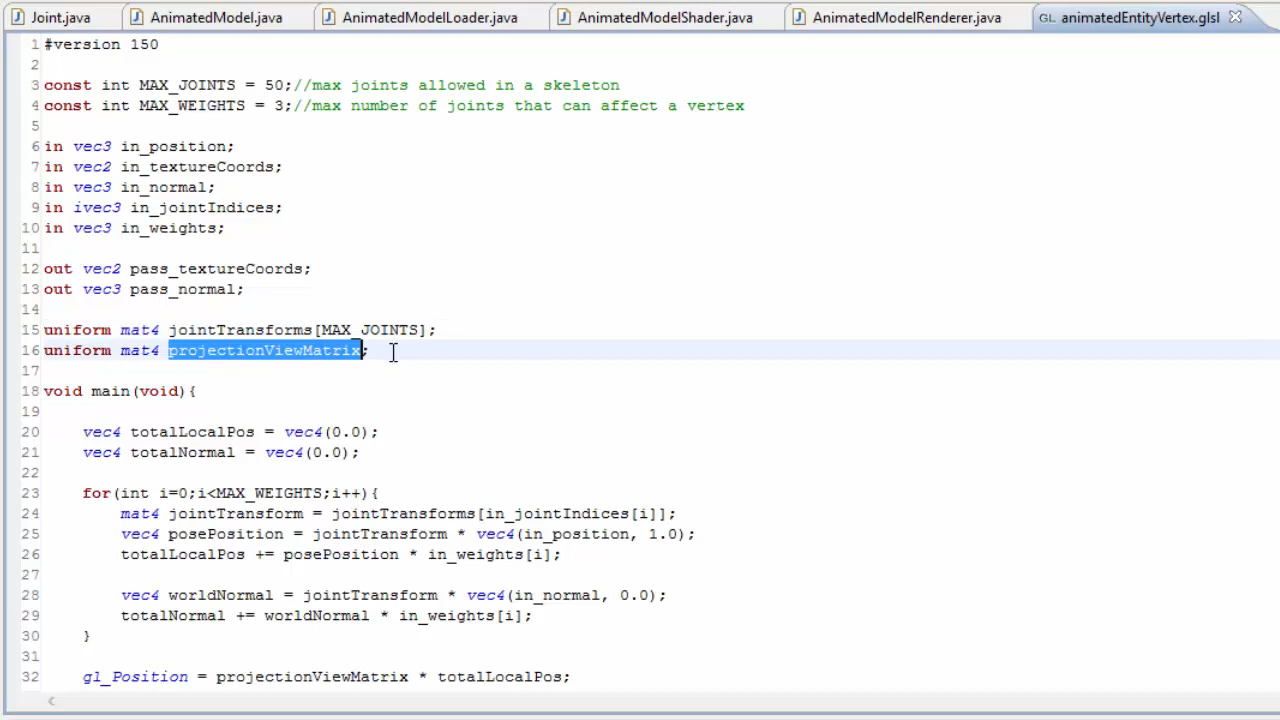 Joint.java AnimatedModel.java AnimatedModelLoader.java AnimatedModelShader.java AnimatedModelRenderer.java GL animatedEntityVertex.glsl
1 #version 150
2
3 const int MAX_JOINTS = 50;//max joints allowed in a skeleton
4 const int MAX_WEIGHTS = 3;//max number of joints that can affect a vertex
5
6 in vec3 in_position;
7 in vec2 in_textureCoords;
8 in vec3 in_normal;
9 in ivec3 in_jointIndices;
10 in vec3 in_weights;
11
12 out vec2 pass_textureCoords;
13 out vec3 pass_normal;
14
15 uniform mat4 jointTransforms[MAX_JOINTS];
16 uniform mat4 projectionViewMatrix;
17
18 void main(void){
19
20 vec4 totalLocalPos = vec4(0.0);
21 vec4 totalNormal = vec4(0.0);
22
23 for(int i=0;i<MAX_WEIGHTS;i++){
24 mat4 jointTransform = jointTransforms[in_jointIndices[i]];
25 vec4 posePosition = jointTransform * vec4(in_position, 1.0);
26 totalLocalPos += posePosition * in_weights[i];
27
28 vec4 worldNormal = jointTransform * vec4(in_normal, 0.0);
29 totalNormal += worldNormal * in_weights[i];
30 }
31
32 gl_Position = projectionViewMatrix * totalLocalPos;